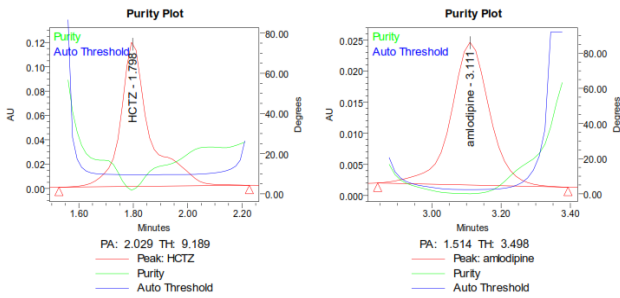 Purity Plot
Purity
Auto Threshold
0.12
0.10
0.08
0.06
0.04
0.02
0.00
AU
HCTZ - 1.798
80.00
60.00
40.00
20.00
0.00
Degrees
1.60
1.80
2.00
2.20
Minutes
PA: 2.029 TH: 9.189
Peak: HCTZ
Purity
Auto Threshold
Purity Plot
Purity
Auto Threshold
0.025
0.020
0.015
0.010
0.005
0.000
AU
amlodipine - 3.111
80.00
60.00
40.00
20.00
0.00
Degrees
3.00
3.20
3.40
Minutes
PA: 1.514 TH: 3.498
Peak: amlodipine
Purity
Auto Threshold